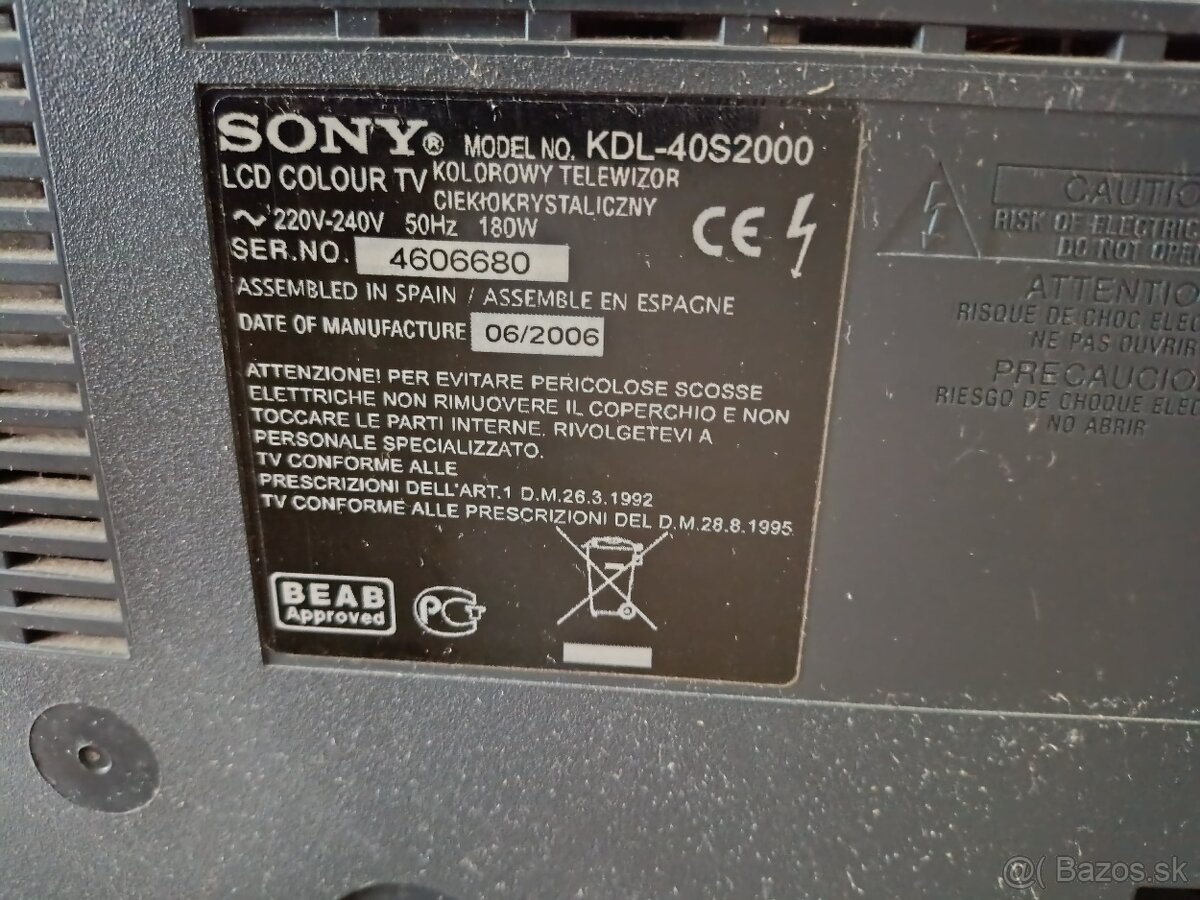 SONY® MODEL NO. KDL-40S2000
LCD COLOUR TV KOLOROWY TELEWIZOR
CIEKŁOKRYSTALICZNY
~ 220V-240V 50Hz 180W
CE
SER.NO. 4606680
ASSEMBLED IN SPAIN / ASSEMBLE EN ESPAGNE
DATE OF MANUFACTURE 06/2006
ATTENZIONE! PER EVITARE PERICOLOSE SCOSSE
ELETTRICHE NON RIMUOVERE IL COPERCHIO E NON
TOCCARE LE PARTI INTERNE. RIVOLGETEVI A
PERSONALE SPECIALIZZATO.
TV CONFORME ALLE
PRESCRIZIONI DELL'ART.1 D.M.26.3.1992
TV CONFORME ALLE PRESCRIZIONI DEL D.M.28.8.1995
BEAB
Approved
PCT
CAUTIO
RISK OF ELECTRIC
DO NOT OPE
ATTENTIO
RISQUE DE CHOC ELEC
NE PAS OUVRIR
PRECAUCIO
RIESGO DE CHOQUE ELEC
NO ABRIR
@( Bazos.sk